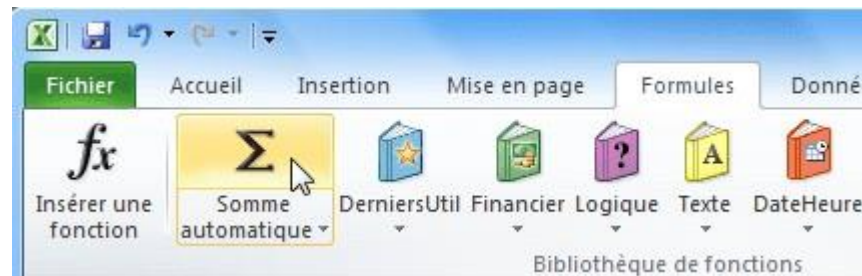 Fichier Accueil Insertion Mise en page Formules Donné
fx Σ ? A
Insérer une Somme DerniersUtil Financier Logique Texte DateHeure
fonction automatique
Bibliothèque de fonctions